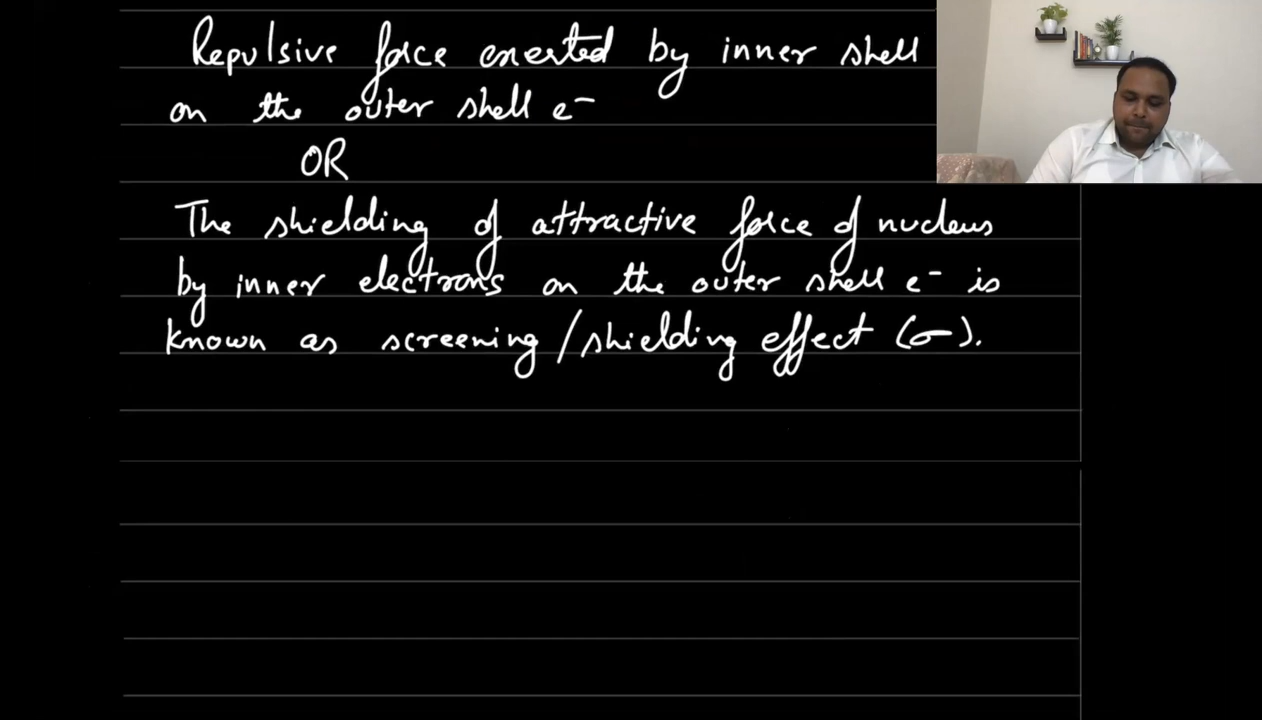 Repulsive force exerted by inner shell
on the outer shell e⁻
OR
The shielding of attractive force of nucleus
by inner electrons on the outer shell e⁻ is
known as screening/shielding effect (σ).